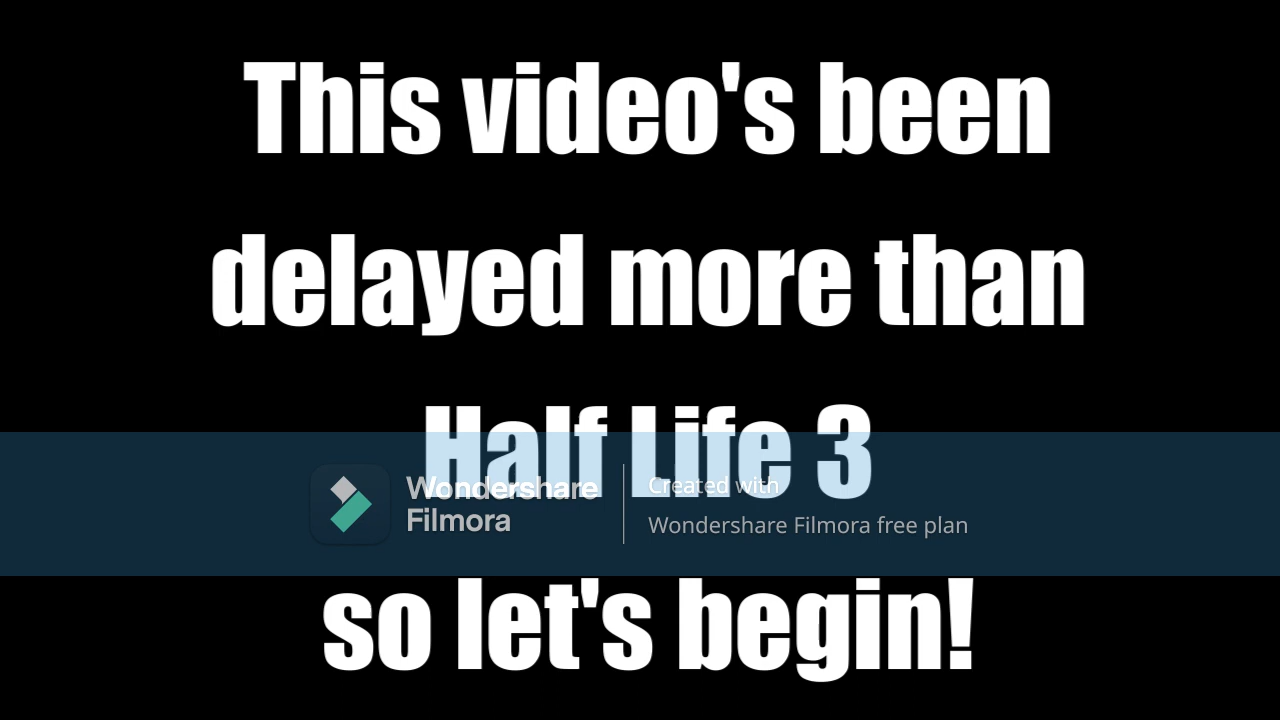 This video's been
delayed more than
Half Life 3
Wondershare
Filmora
Created with
Wondershare Filmora free plan
so let's begin!